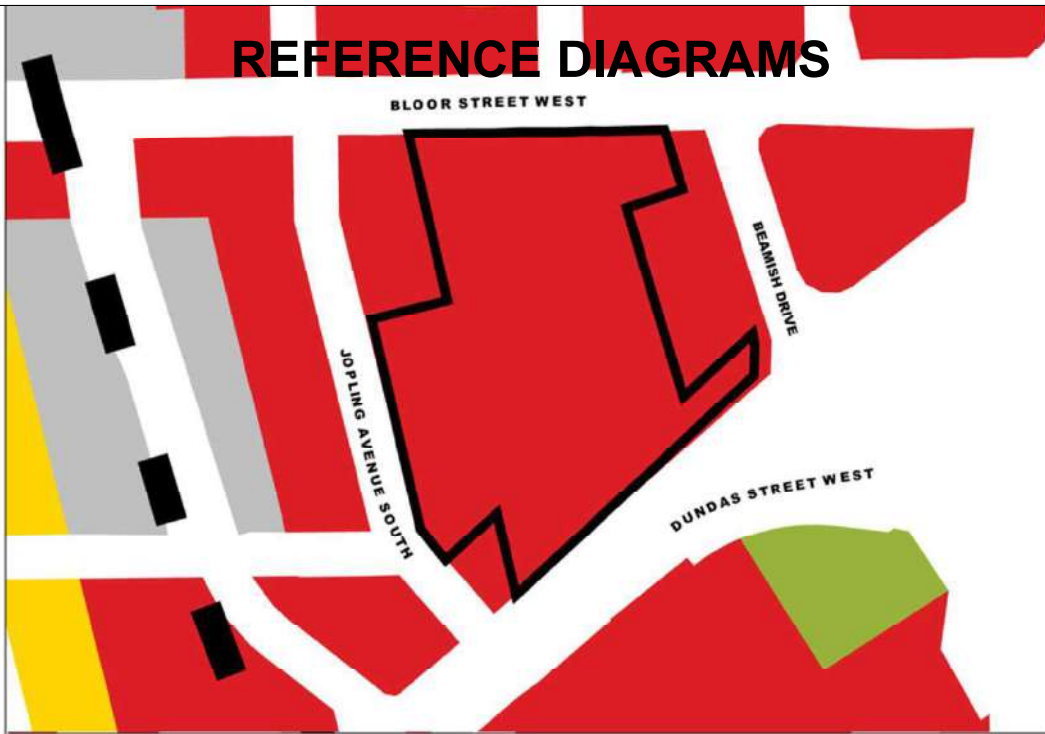 REFERENCE DIAGRAMS
BLOOR STREET WEST
BEAMISH DRIVE
JOPLING AVENUE SOUTH
DUNDAS STREET WEST